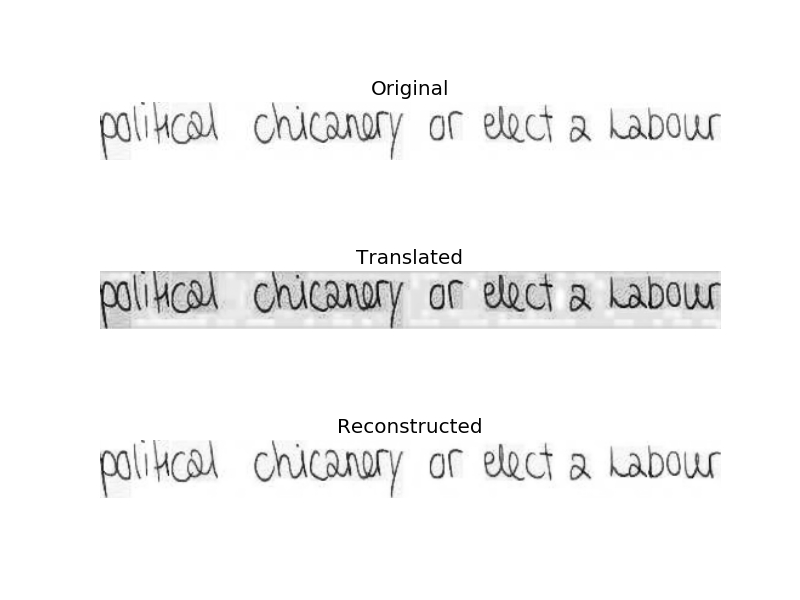 Original
political chicanery or elect a Labour
Translated
political chicanery or elect a Labour
Reconstructed
political chicanery or elect a Labour